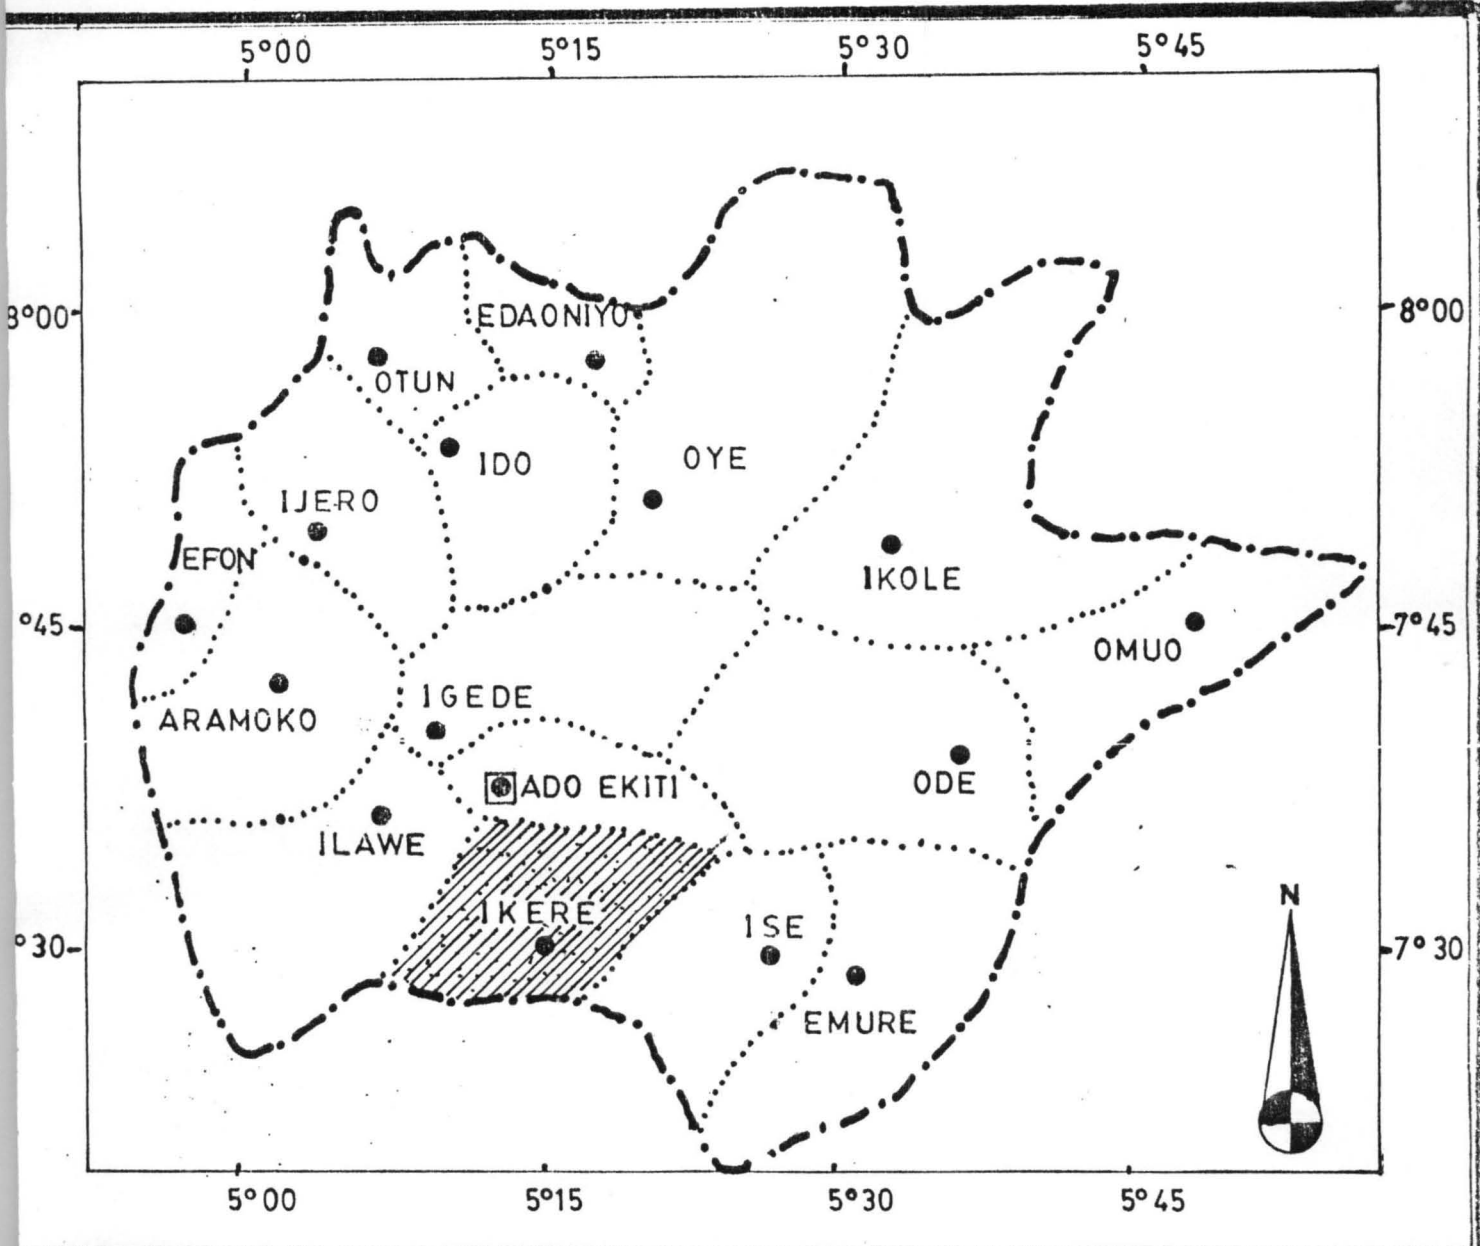 5°00 5°15 5°30 5°45
EDAONIYO
8°00 8°00
OTUN
IDO OYE
IJERO
EFON
IKOLE
°45 7°45
OMUO
IGEDE
ARAMOKO
ADO EKITI ODE
ILAWE
N
IKERE ISE
°30 7°30
EMURE
5°00 5°15 5°30 5°45